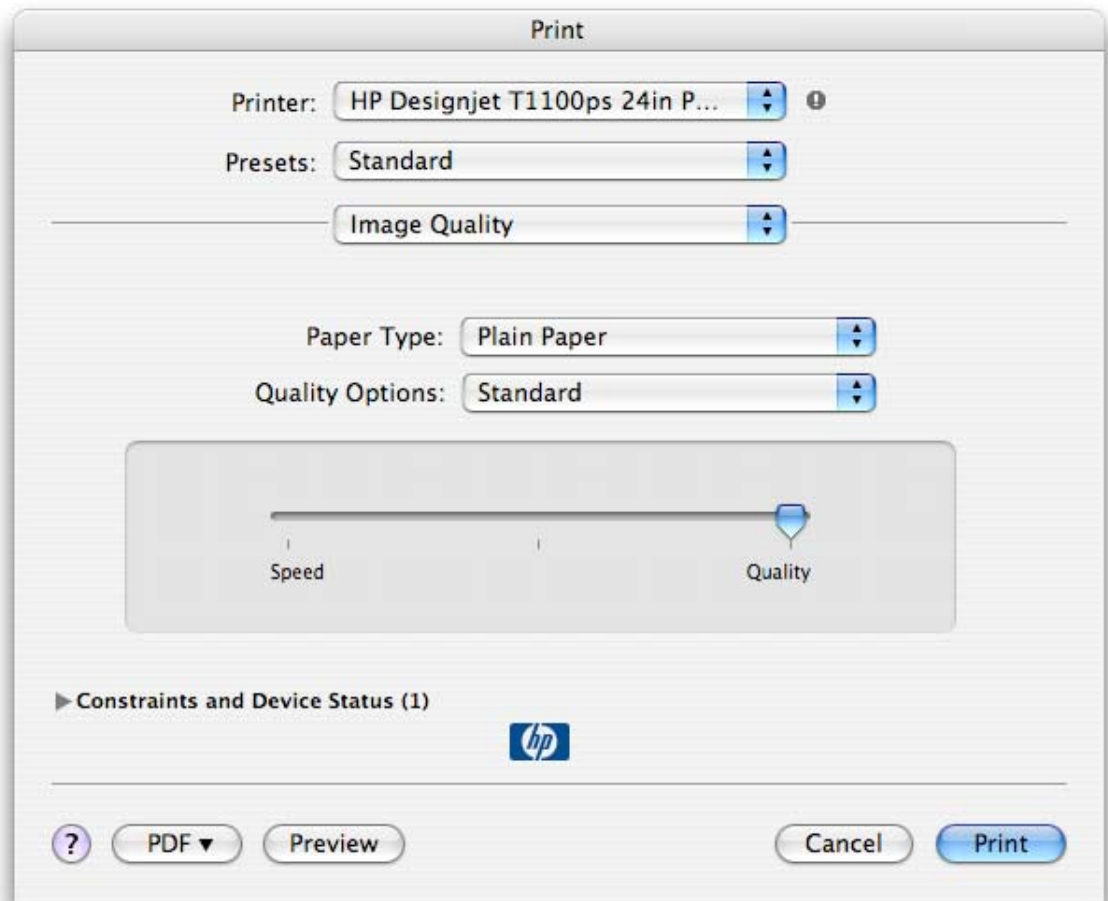 Print
Printer: HP Designjet T1100ps 24in P...
Presets: Standard
Image Quality
Paper Type: Plain Paper
Quality Options: Standard
Speed Quality
Constraints and Device Status (1)
hp
? PDF ▼ Preview Cancel Print